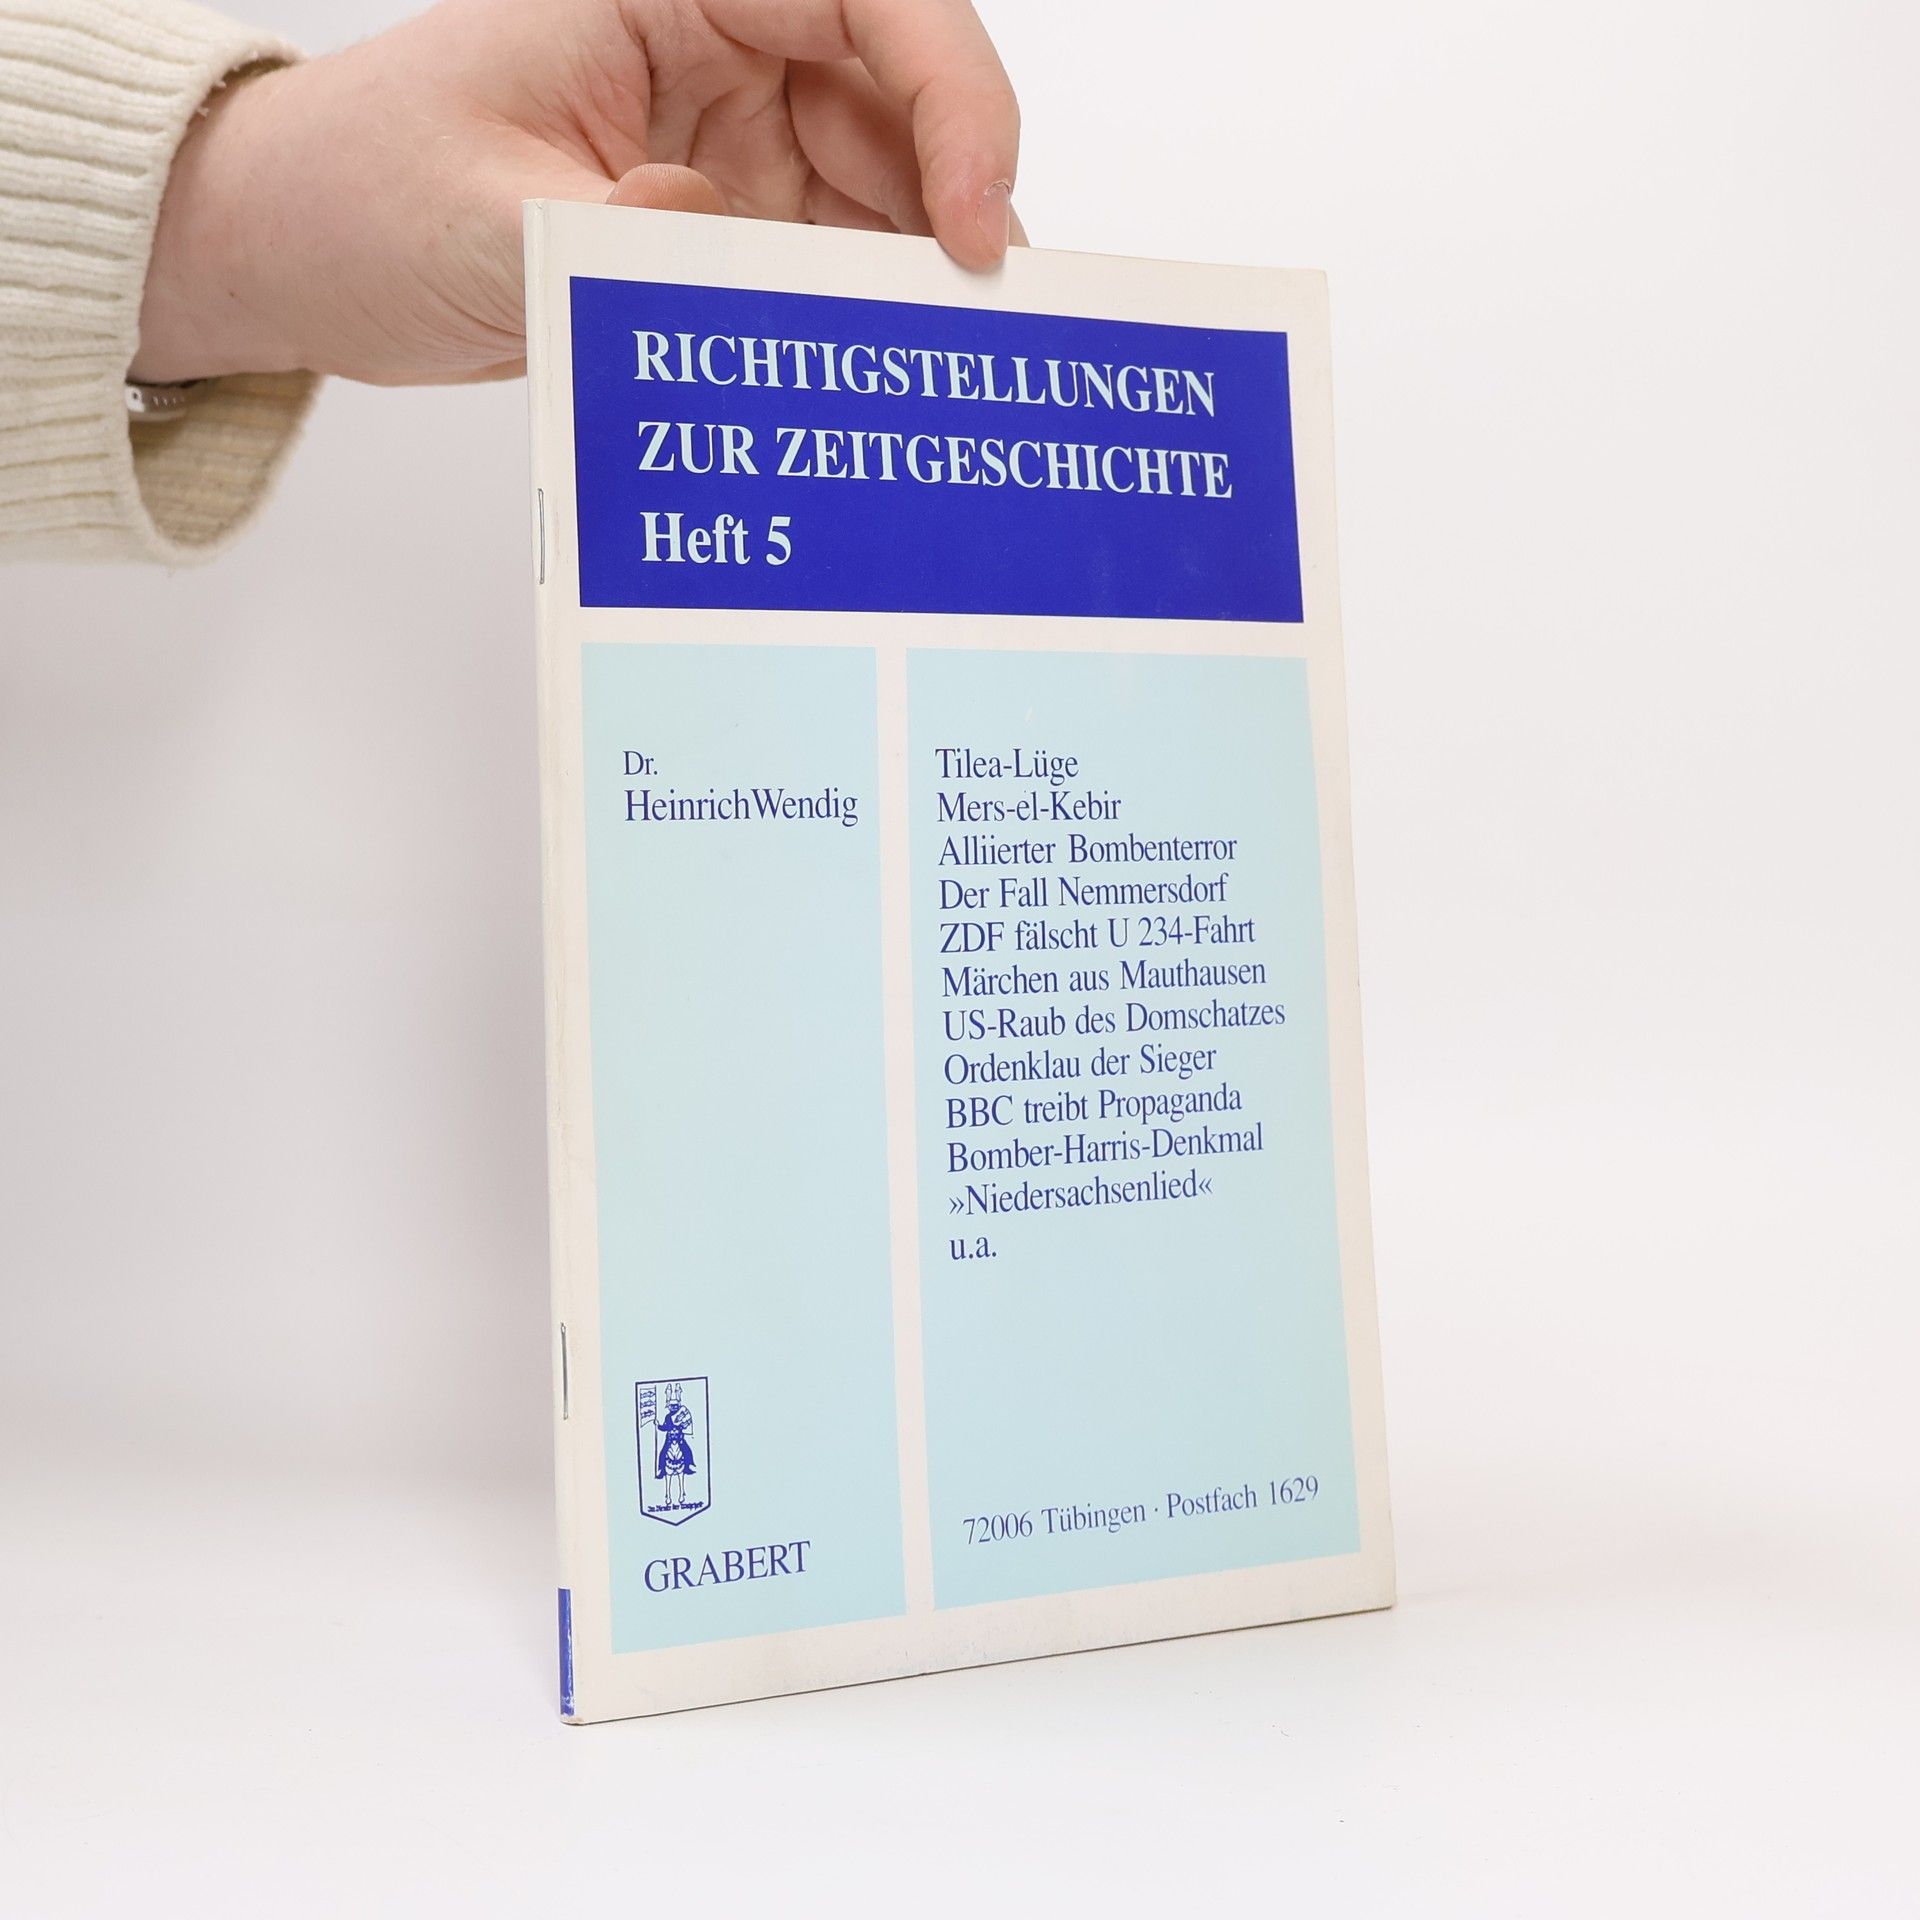 RICHTIGSTELLUNGEN
ZUR ZEITGESCHICHTE
Heft 5
Dr.
Heinrich Wendig
Tilea-Lüge
Mers-el-Kebir
Alliierter Bombenterror
Der Fall Nemmersdorf
ZDF fälscht U 234-Fahrt
Märchen aus Mauthausen
US-Raub des Domschatzes
Ordenklau der Sieger
BBC treibt Propaganda
Bomber-Harris-Denkmal
»Niedersachsenlied«
u.a.
GRABERT
72006 Tübingen · Postfach 1629